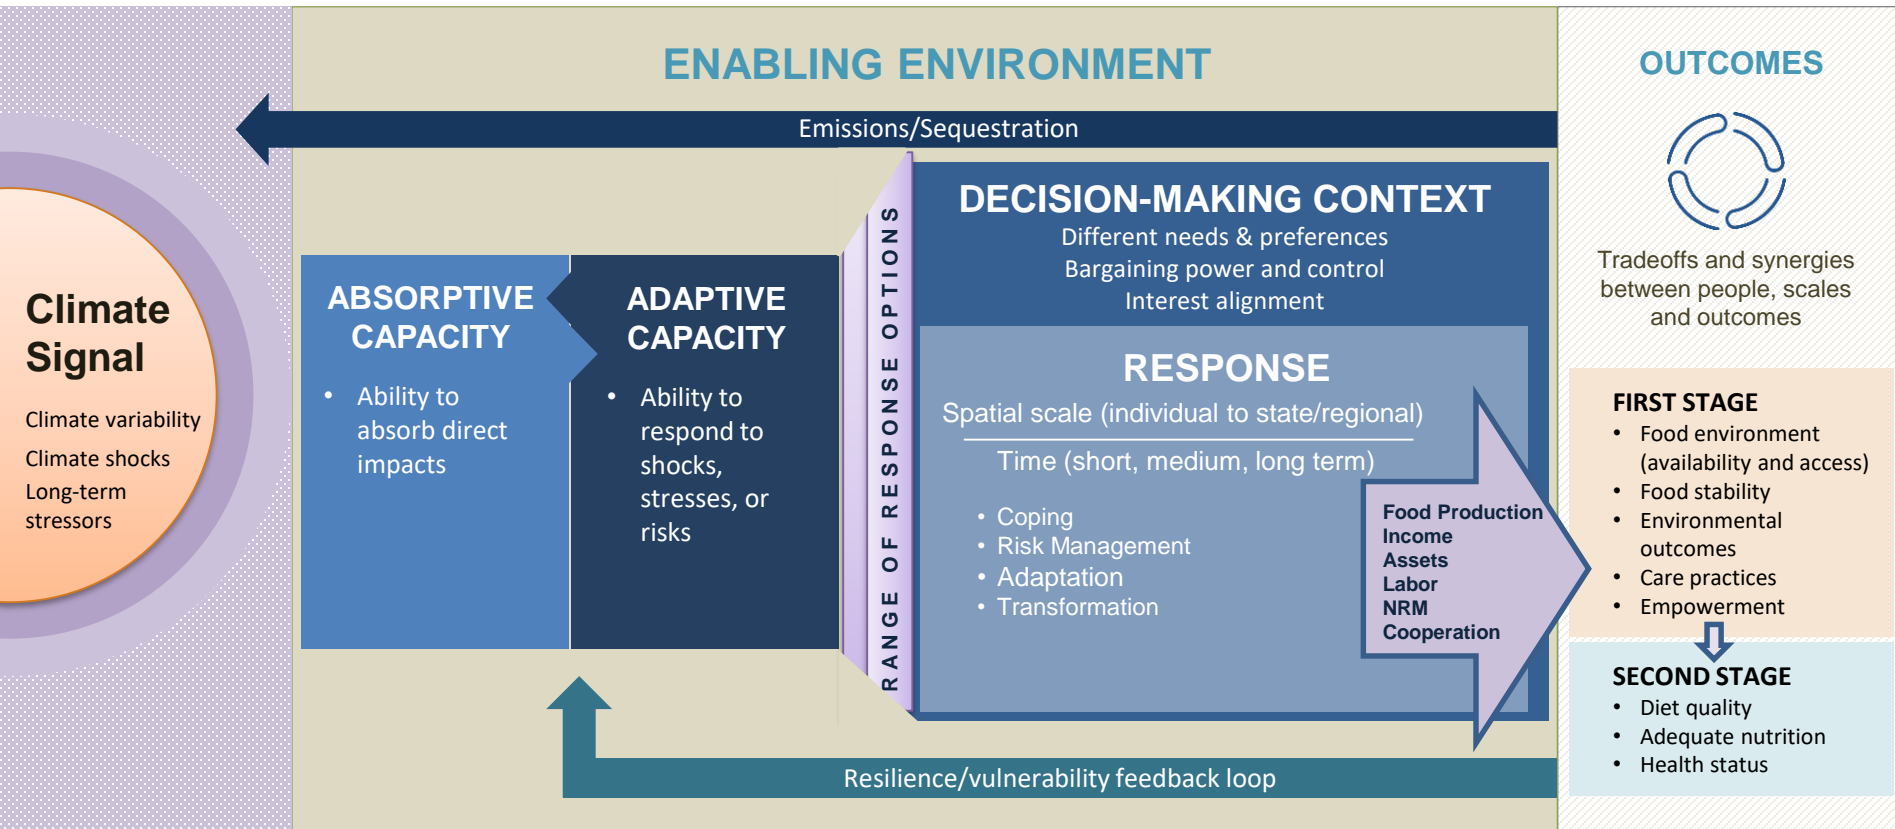 ENABLING ENVIRONMENT
Emissions/Sequestration
Climate
Signal
Climate variability
Climate shocks
Long-term
stressors
ABSORPTIVE
CAPACITY
• Ability to
absorb direct
impacts
ADAPTIVE
CAPACITY
• Ability to
respond to
shocks,
stresses, or
risks
RANGE OF RESPONSE OPTIONS
DECISION-MAKING CONTEXT
Different needs & preferences
Bargaining power and control
Interest alignment
RESPONSE
Spatial scale (individual to state/regional)
Time (short, medium, long term)
• Coping
• Risk Management
• Adaptation
• Transformation
Food Production
Income
Assets
Labor
NRM
Cooperation
Resilience/vulnerability feedback loop
OUTCOMES
Tradeoffs and synergies
between people, scales
and outcomes
FIRST STAGE
• Food environment
(availability and access)
• Food stability
• Environmental
outcomes
• Care practices
• Empowerment
SECOND STAGE
• Diet quality
• Adequate nutrition
• Health status